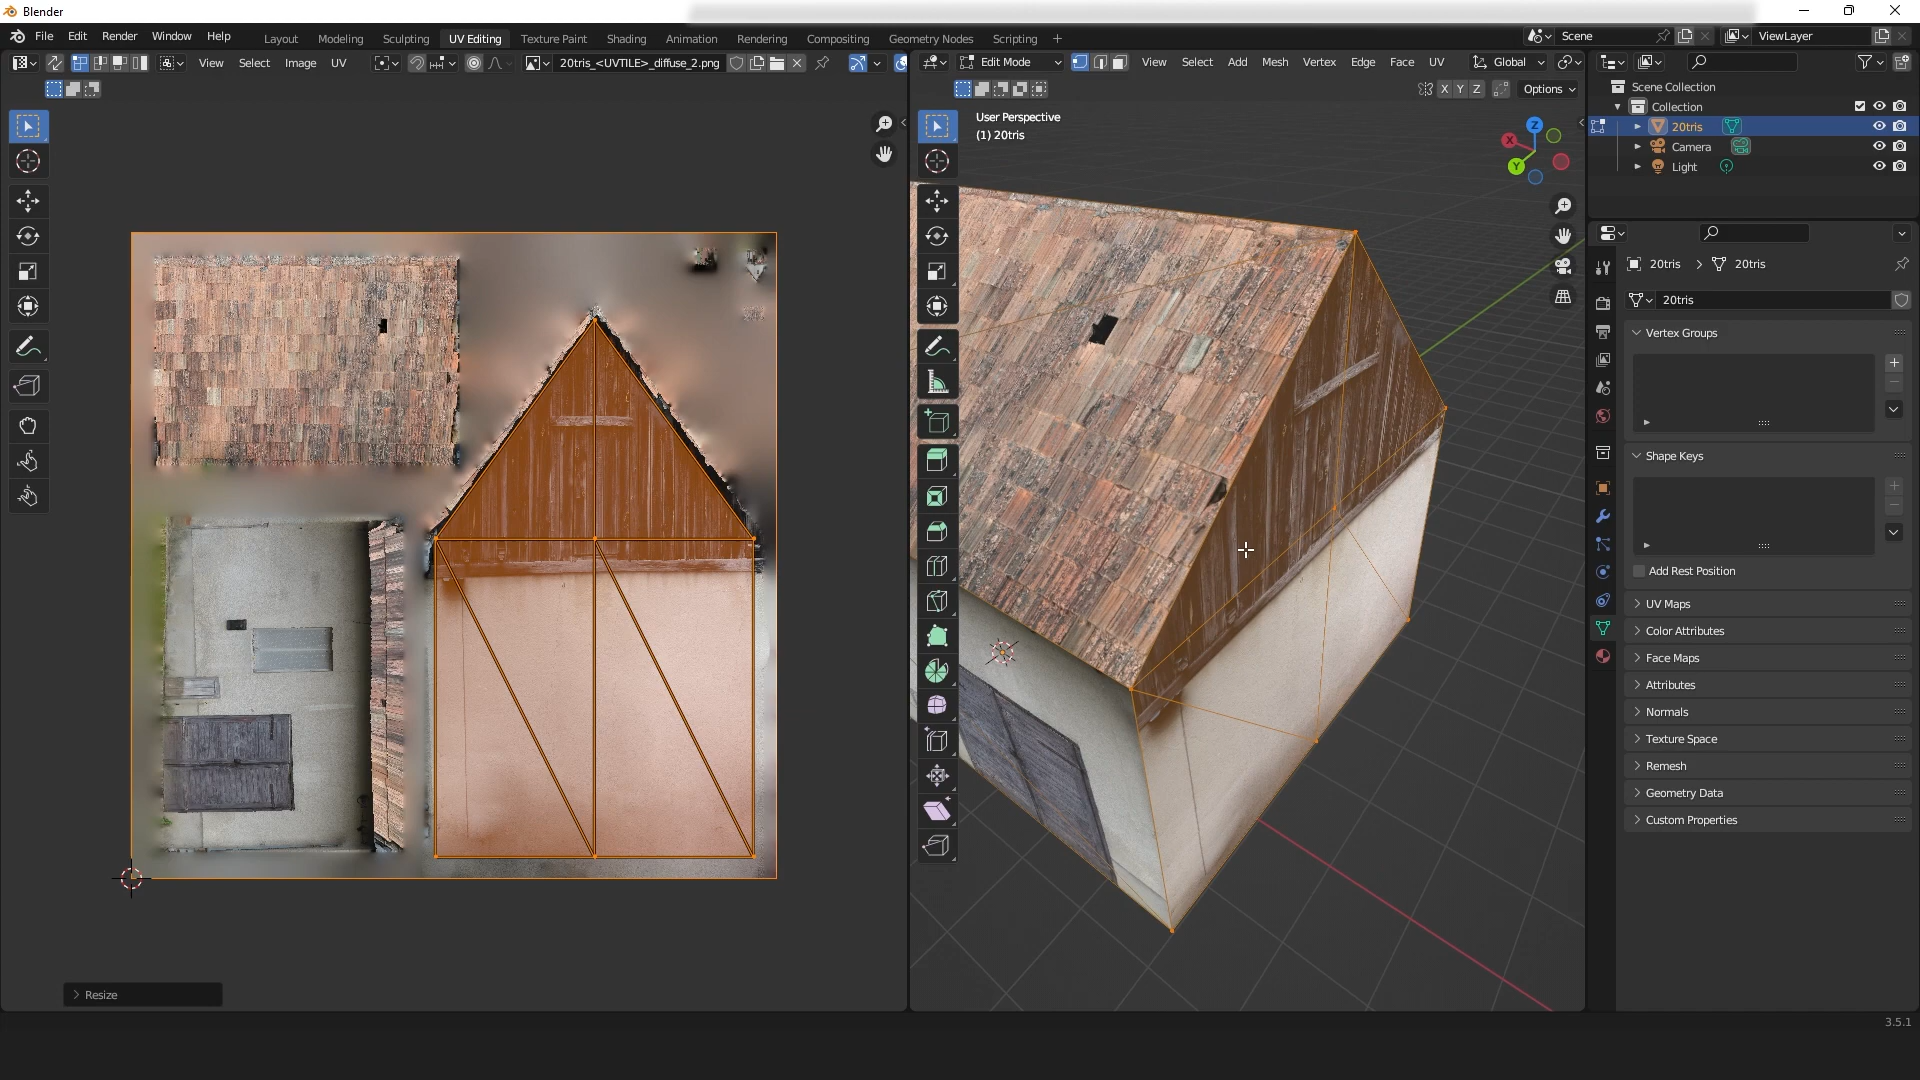 Blender
File Edit Render Window Help
Layout Modeling Sculpting UV Editing Texture Paint Shading Animation Rendering Compositing Geometry Nodes Scripting +
Scene
ViewLayer
View Select Image UV
20tris_<UVTILE>_diffuse_2.png
Edit Mode
View Select Add Mesh Vertex Edge Face UV
Global
X Y Z
Options
User Perspective
(1) 20tris
Z
X
Y
Scene Collection
Collection
20tris
Camera
Light
20tris > 20tris
20tris
Vertex Groups
Shape Keys
Add Rest Position
UV Maps
Color Attributes
Face Maps
Attributes
Normals
Texture Space
Remesh
Geometry Data
Custom Properties
Resize
3.5.1